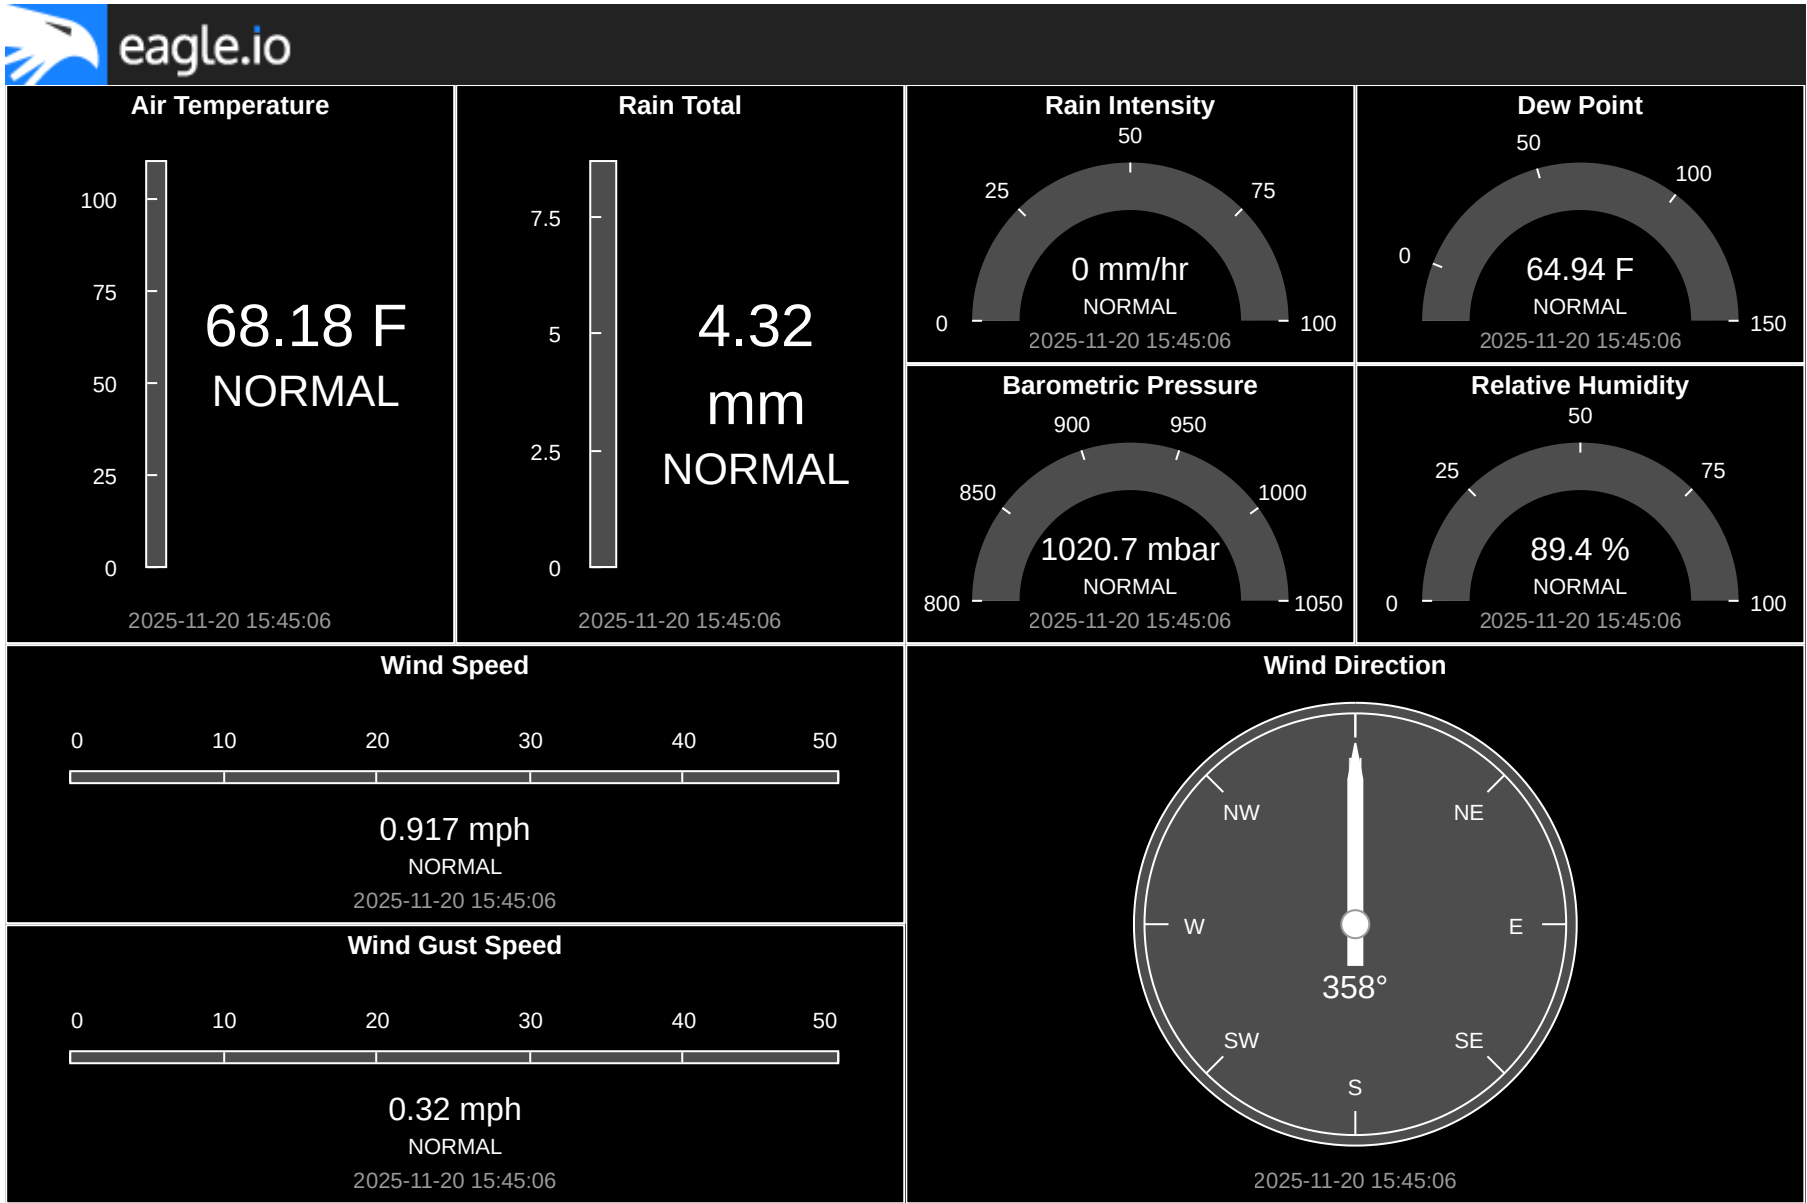 eagle.io
Air Temperature
100
75
50
25
0
68.18 F
NORMAL
2025-11-20 15:45:06
Rain Total
7.5
5
2.5
0
4.32
mm
NORMAL
2025-11-20 15:45:06
Rain Intensity
0
25
50
75
100
0 mm/hr
NORMAL
2025-11-20 15:45:06
Dew Point
0
50
100
150
64.94 F
NORMAL
2025-11-20 15:45:06
Barometric Pressure
800
850
900
950
1000
1050
1020.7 mbar
NORMAL
2025-11-20 15:45:06
Relative Humidity
0
25
50
75
100
89.4 %
NORMAL
2025-11-20 15:45:06
Wind Speed
0 10 20 30 40 50
0.917 mph
NORMAL
2025-11-20 15:45:06
Wind Gust Speed
0 10 20 30 40 50
0.32 mph
NORMAL
2025-11-20 15:45:06
Wind Direction
NW NE
W E
358°
SW SE
S
2025-11-20 15:45:06